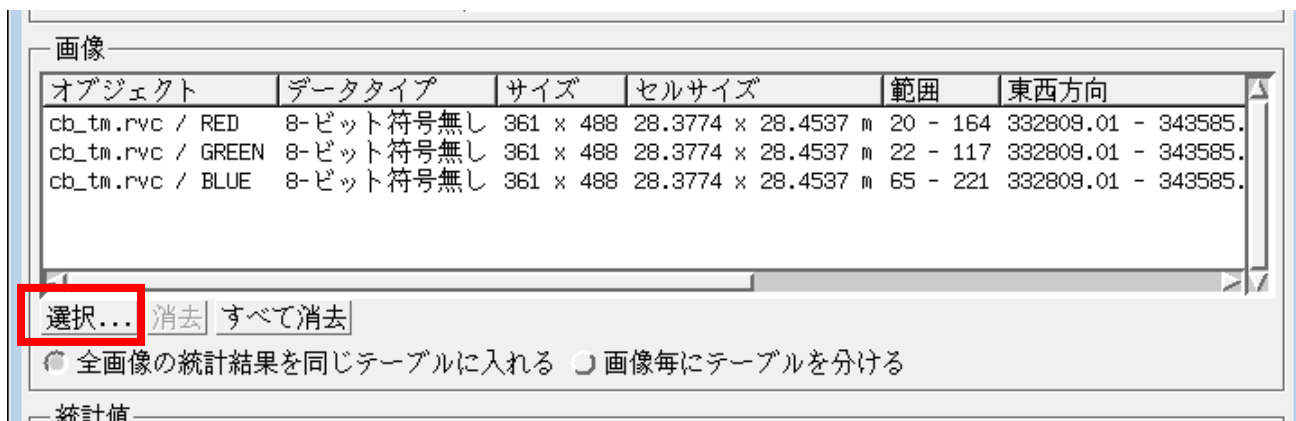 画像
オブジェクト データタイプ サイズ セルサイズ 範囲 東西方向
cb_tm.rvc / RED 8-ビット符号無し 361 x 488 28.3774 x 28.4537 m 20 - 164 332809.01 - 343585.
cb_tm.rvc / GREEN 8-ビット符号無し 361 x 488 28.3774 x 28.4537 m 22 - 117 332809.01 - 343585.
cb_tm.rvc / BLUE 8-ビット符号無し 361 x 488 28.3774 x 28.4537 m 65 - 221 332809.01 - 343585.
選択... 消去 すべて消去
全画像の統計結果を同じテーブルに入れる 画像毎にテーブルを分ける
統計値